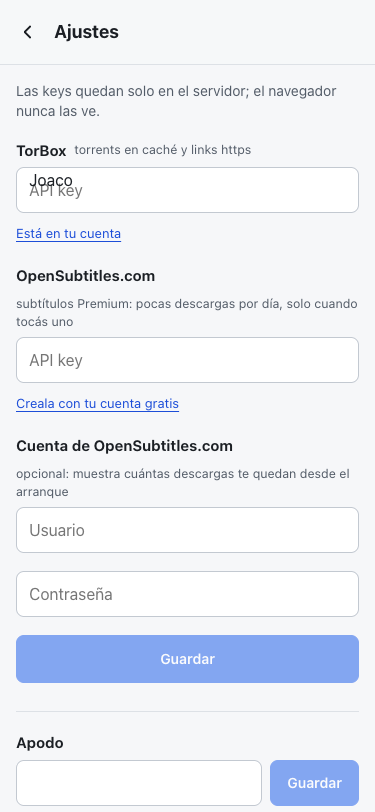 Ajustes
Las keys quedan solo en el servidor; el navegador
nunca las ve.
TorBox torrents en caché y links https
Joaco
API key
Está en tu cuenta
OpenSubtitles.com
subtítulos Premium: pocas descargas por día, solo cuando
tocás uno
API key
Creala con tu cuenta gratis
Cuenta de OpenSubtitles.com
opcional: muestra cuántas descargas te quedan desde el
arranque
Usuario
Contraseña
Guardar
Apodo
Guardar